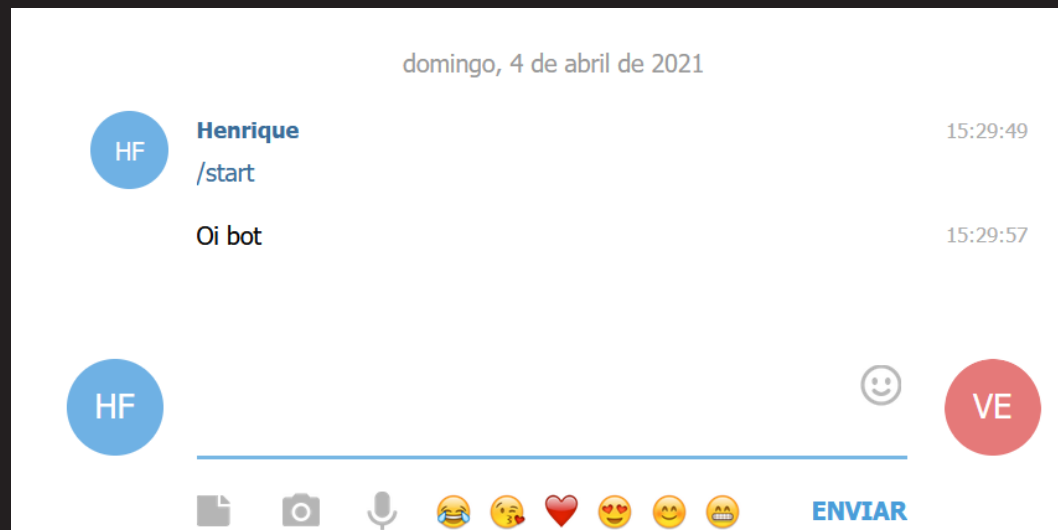 domingo, 4 de abril de 2021
HF
Henrique
15:29:49
/start
Oi bot
15:29:57
HF
VE
ENVIAR